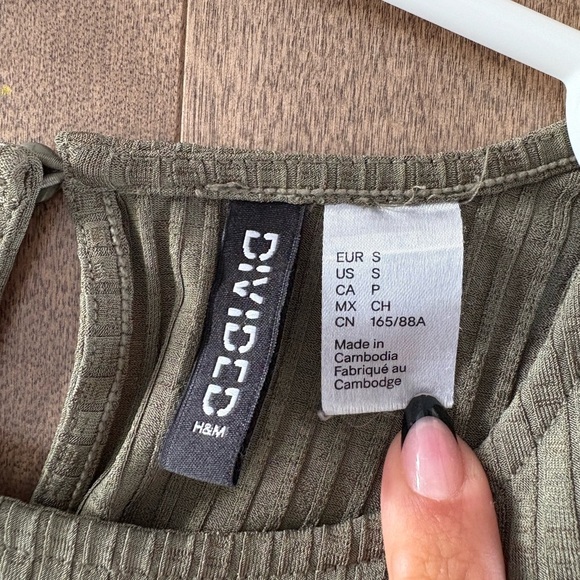 DIVIDED
H&M
EUR S
US S
CA P
MX CH
CN 165/88A
Made in
Cambodia
Fabriqué au
Cambodge